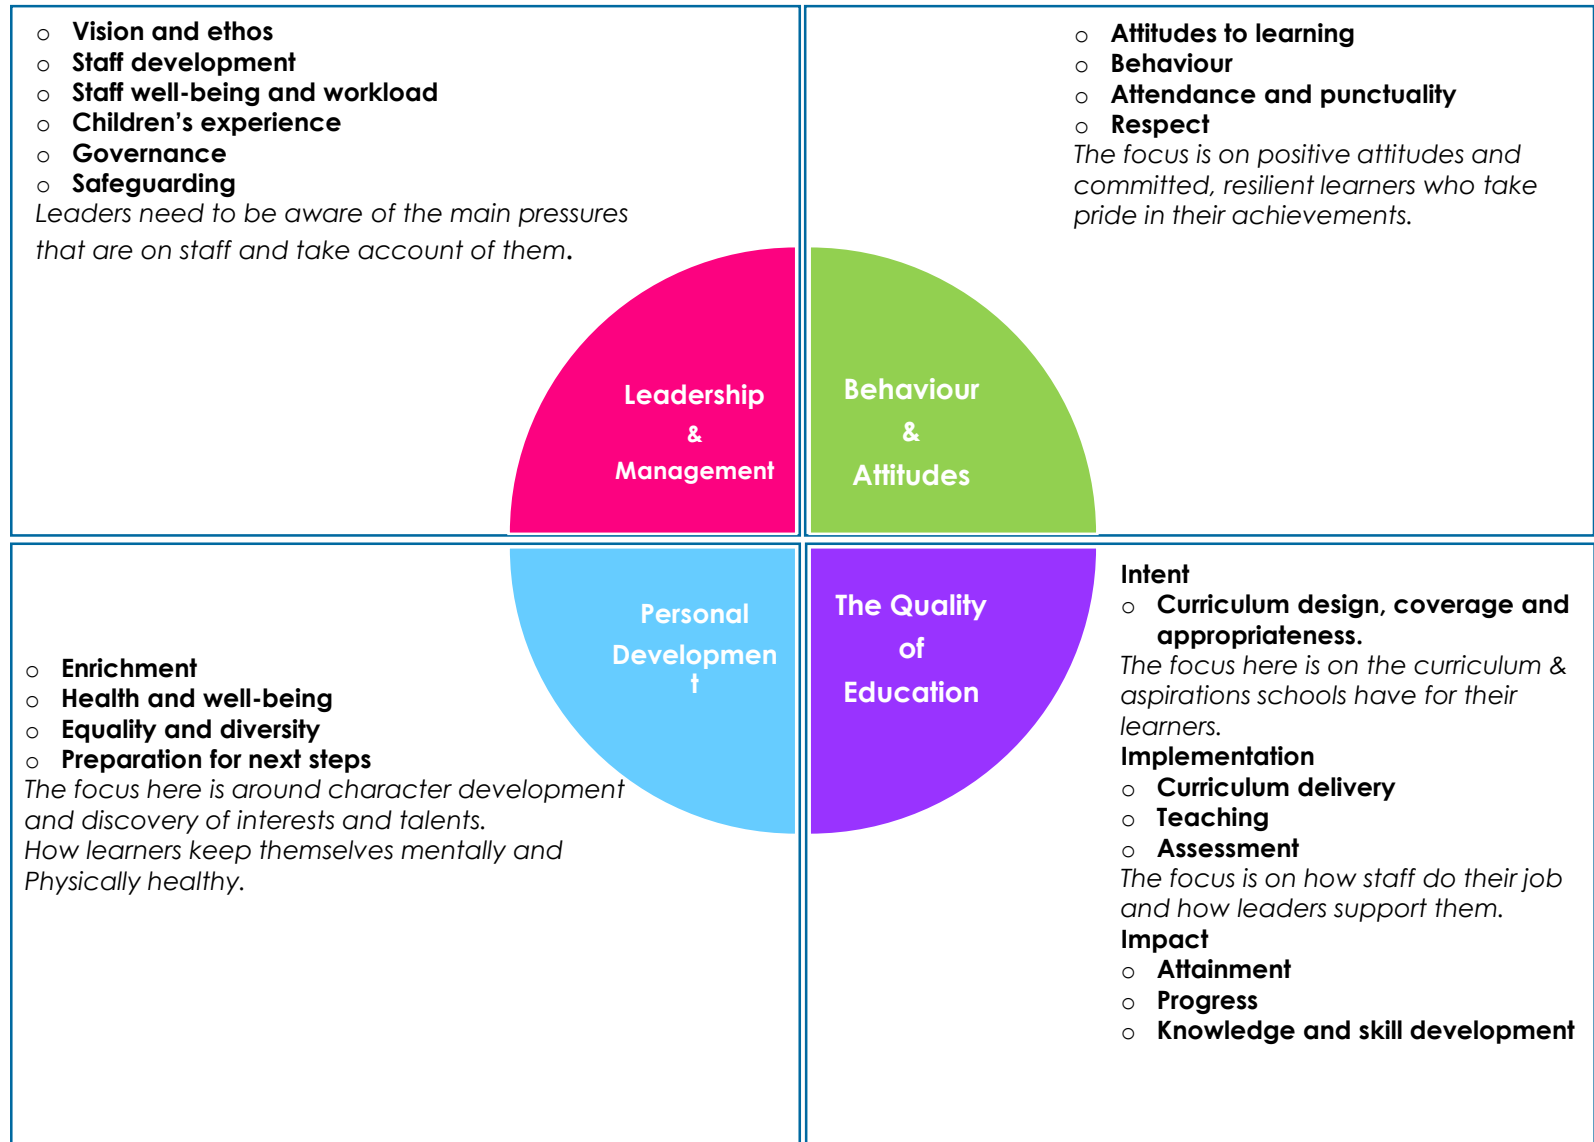 o Vision and ethos
o Staff development
o Staff well-being and workload
o Children’s experience
o Governance
o Safeguarding
Leaders need to be aware of the main pressures
that are on staff and take account of them.
o Attitudes to learning
o Behaviour
o Attendance and punctuality
o Respect
The focus is on positive attitudes and
committed, resilient learners who take
pride in their achievements.
Leadership
&
Management
Behaviour
&
Attitudes
Personal
Developmen
t
The Quality
of
Education
o Enrichment
o Health and well-being
o Equality and diversity
o Preparation for next steps
The focus here is around character development
and discovery of interests and talents.
How learners keep themselves mentally and
Physically healthy.
Intent
o Curriculum design, coverage and
appropriateness.
The focus here is on the curriculum &
aspirations schools have for their
learners.
Implementation
o Curriculum delivery
o Teaching
o Assessment
The focus is on how staff do their job
and how leaders support them.
Impact
o Attainment
o Progress
o Knowledge and skill development